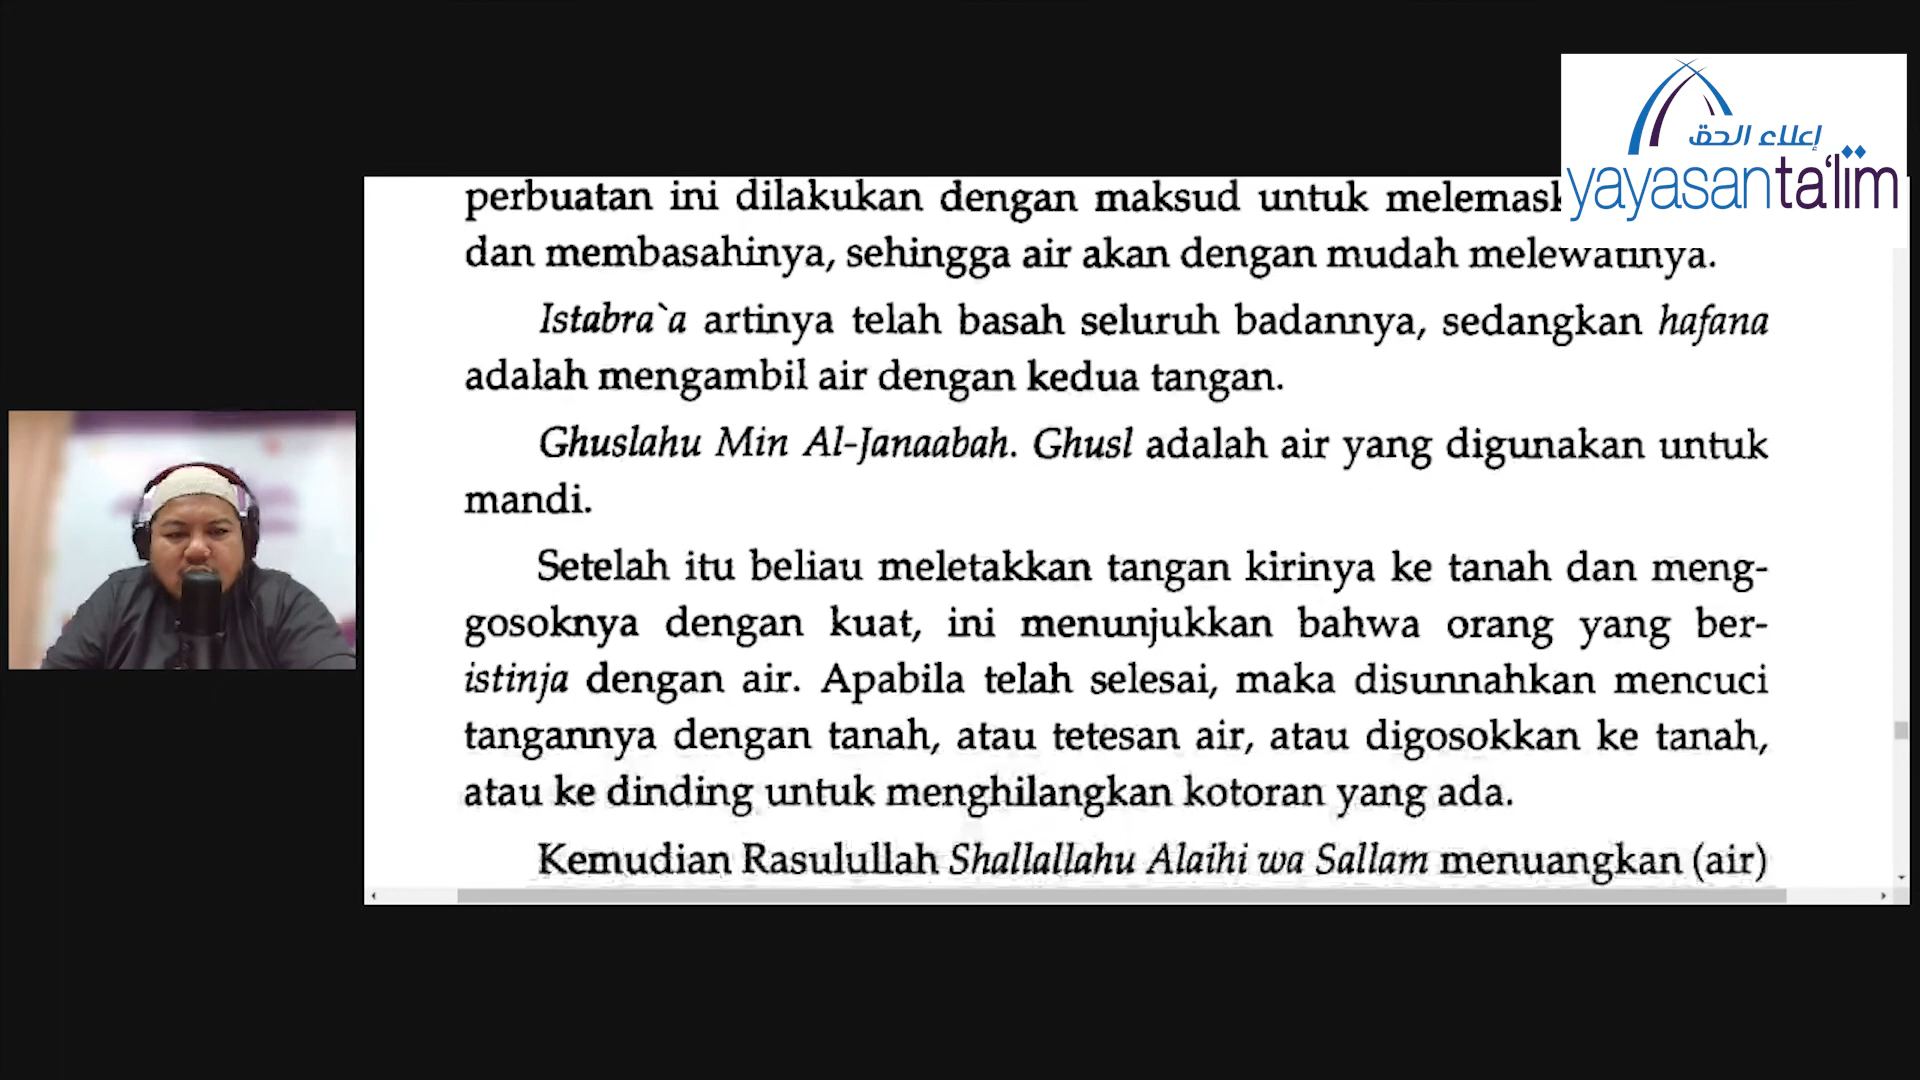 إعلاء الحق
yayasanta'lim
perbuatan ini dilakukan dengan maksud untuk
dan membasahinya, sehingga air akan dengan mudah melewatinya.
Istabra`a artinya telah basah seluruh badannya, sedangkan hafana
adalah mengambil air dengan kedua tangan.
Ghuslahu Min Al-Janaabah. Ghusl adalah air yang digunakan untuk
mandi.
Setelah itu beliau meletakkan tangan kirinya ke tanah dan meng-
gosoknya dengan kuat, ini menunjukkan bahwa orang yang ber-
istinja dengan air. Apabila telah selesai, maka disunnahkan mencuci
tangannya dengan tanah, atau tetesan air, atau digosokkan ke tanah,
atau ke dinding untuk menghilangkan kotoran yang ada.
Kemudian Rasulullah Shallallahu Alaihi wa Sallam menuangkan (air)